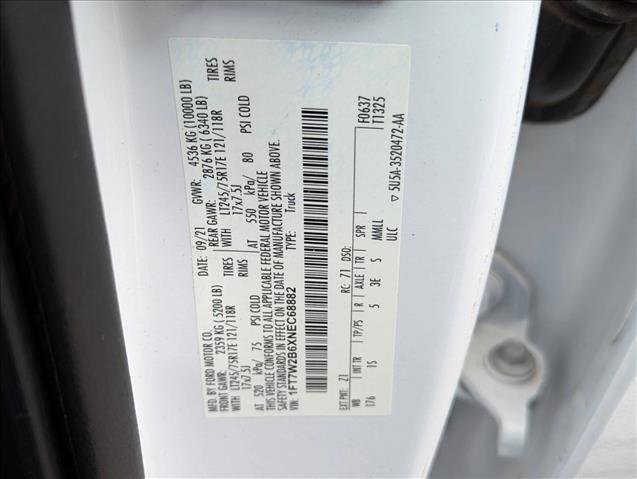 MFD. BY FORD MOTOR CO.
DATE: 09/21 GVWR: 4536 KG (10000 LB)
FRONT GAWR: 2359 KG ( 5200 LB) REAR GAWR: 2876 KG ( 6340 LB)
WITH LT245/75R17E 121/118R TIRES WITH LT245/75R17E 121/118R TIRES
17x7.5J RIMS 17x7.5J RIMS
AT 520 kPa/ 75 PSI COLD AT 550 kPa/ 80 PSI COLD
THIS VEHICLE CONFORMS TO ALL APPLICABLE FEDERAL MOTOR VEHICLE
SAFETY STANDARDS IN EFFECT ON THE DATE OF MANUFACTURE SHOWN ABOVE.
VIN: 1FT7W2B6XNEC68882 TYPE: Truck
F0637
T1325
EXT PNT: Z1 RC: 71 DSO:
WB INT TR TP/PS R AXLE TR SPR
176 1S 5 3E S MMLL
ULC
▽ 5U5A-3520472-AA